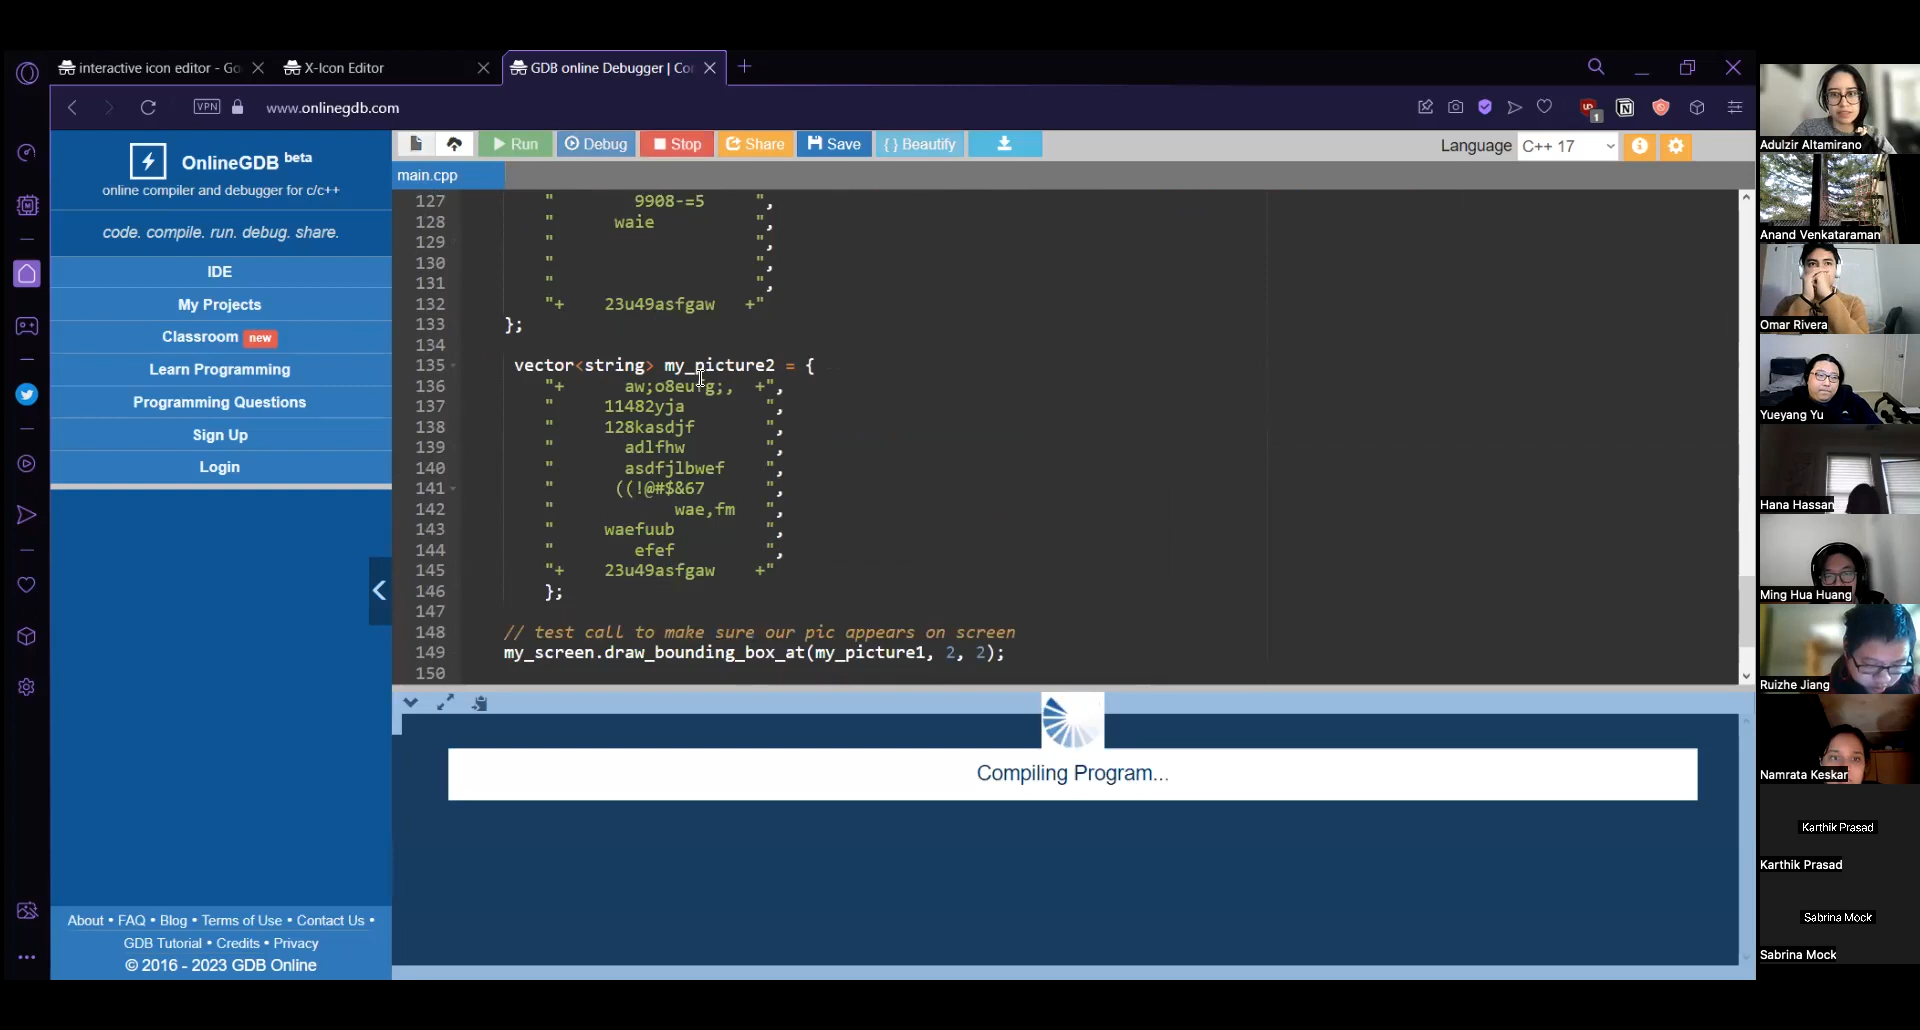 interactive icon editor - Go
X-Icon Editor
GDB online Debugger | Co
VPN
www.onlinegdb.com
1
OnlineGDB beta
online compiler and debugger for c/c++
code. compile. run. debug. share.
IDE
My Projects
Classroom new
Learn Programming
Programming Questions
Sign Up
Login
About • FAQ • Blog • Terms of Use • Contact Us •
GDB Tutorial • Credits • Privacy
© 2016 - 2023 GDB Online
Run
Debug
Stop
Share
Save
{ } Beautify
Language C++ 17
main.cpp
127 "        9908-=5     ",
128 "      waie          ",
129 "                    ",
130 "                    ",
131 "                    ",
132 "+    23u49asfgaw   +"
133 };
134
135 vector<string> my_picture2 = {
136 "+      aw;o8eufg;,  +",
137 "     11482yja        ",
138 "     128kasdjf       ",
139 "       adlfhw        ",
140 "       asdfjlbwef    ",
141 "      ((!@#$&67      ",
142 "            wae,fm   ",
143 "     waefuub         ",
144 "        efef         ",
145 "+    23u49asfgaw    +"
146 };
147
148 // test call to make sure our pic appears on screen
149 my_screen.draw_bounding_box_at(my_picture1, 2, 2);
150
Compiling Program...
Adulzir Altamirano
Anand Venkataraman
Omar Rivera
Yueyang Yu
Hana Hassan
Ming Hua Huang
Ruizhe Jiang
Namrata Keskar
Karthik Prasad
Karthik Prasad
Sabrina Mock
Sabrina Mock